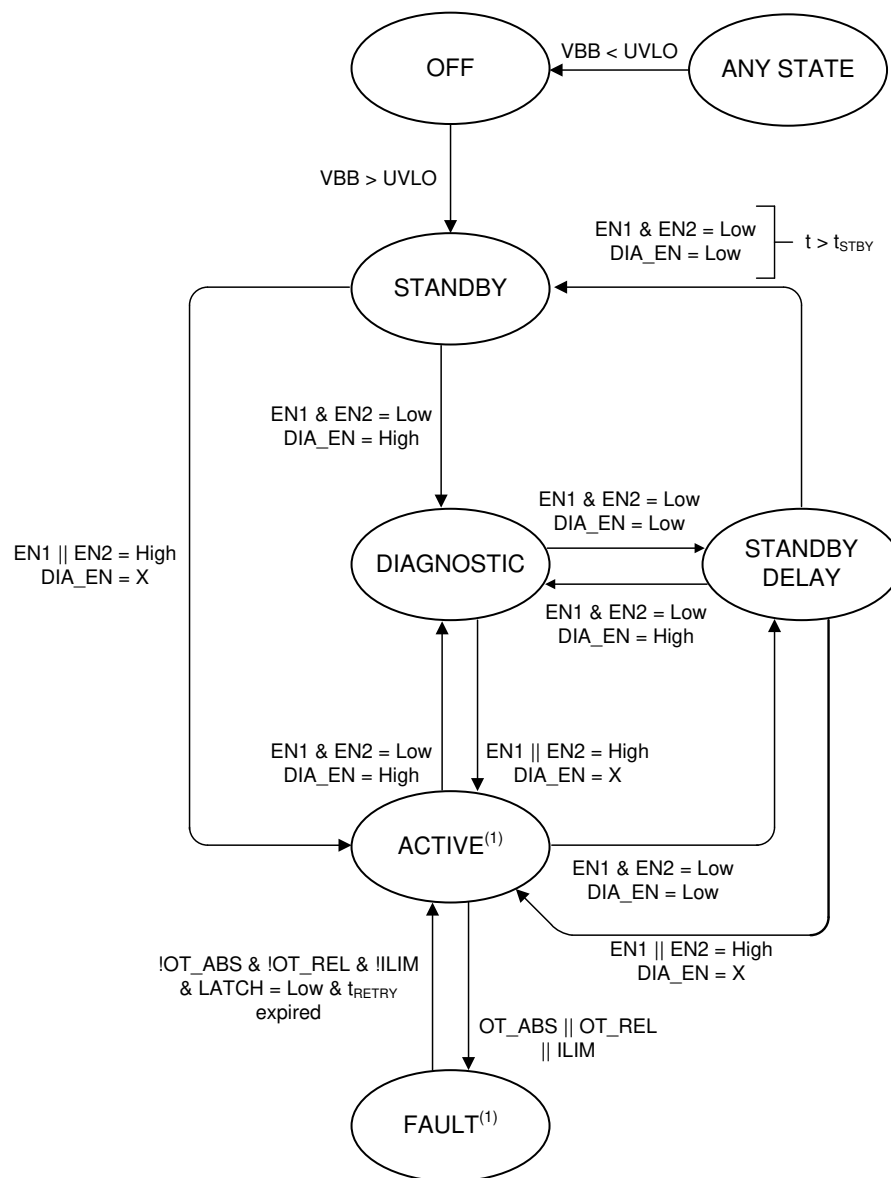 OFF
VBB < UVLO
ANY STATE
VBB > UVLO
EN1 & EN2 = Low
DIA_EN = Low
t > tSTBY
STANDBY
EN1 & EN2 = Low
DIA_EN = High
EN1 & EN2 = Low
DIA_EN = Low
EN1 || EN2 = High
DIA_EN = X
DIAGNOSTIC
STANDBY
DELAY
EN1 & EN2 = Low
DIA_EN = High
EN1 & EN2 = Low
DIA_EN = High
EN1 || EN2 = High
DIA_EN = X
ACTIVE(1)
EN1 & EN2 = Low
DIA_EN = Low
EN1 || EN2 = High
DIA_EN = X
!OT_ABS & !OT_REL & !ILIM
& LATCH = Low & tRETRY
expired
OT_ABS || OT_REL
|| ILIM
FAULT(1)